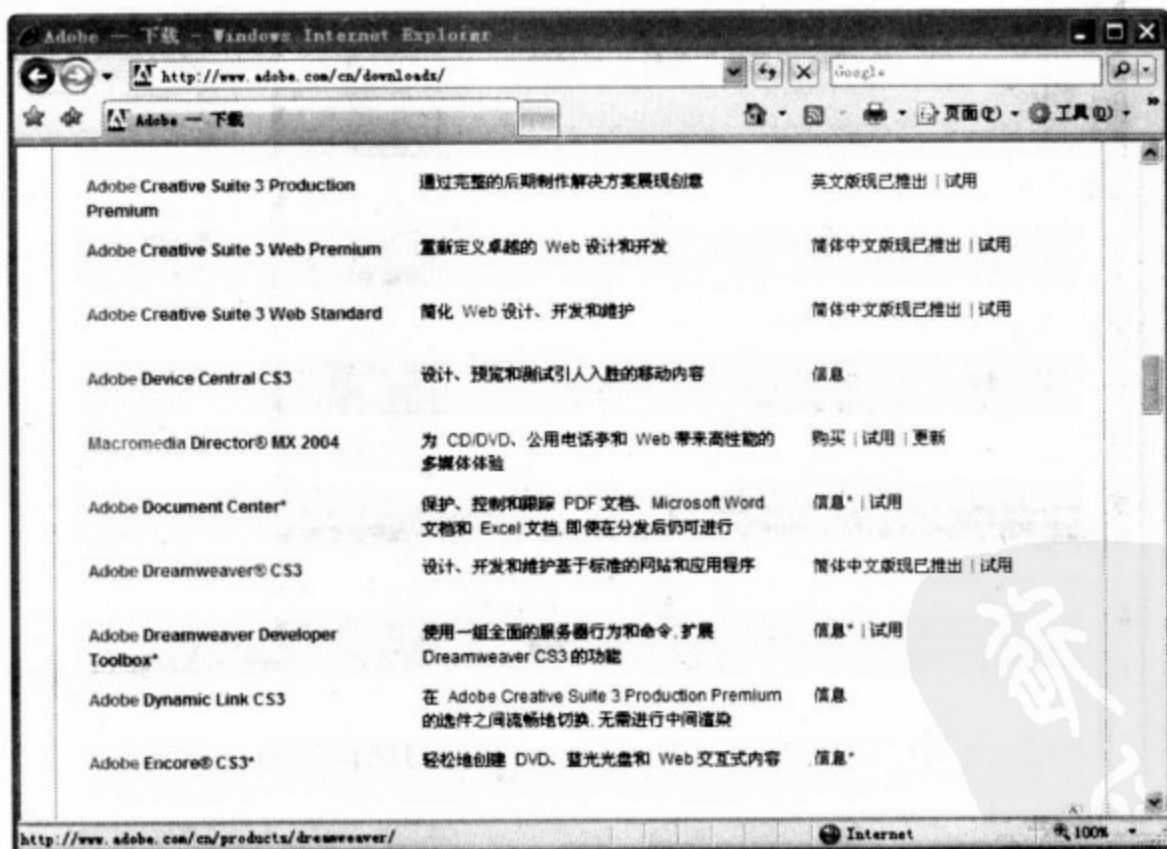 Adobe — 下载 - Windows Internet Explorer
http://www.adobe.com/cn/downloads/
Google
Adobe — 下载
页面(P)
工具(O)
Adobe Creative Suite 3 Production Premium
通过完整的后期制作解决方案展现创意
英文版现已推出 | 试用
Adobe Creative Suite 3 Web Premium
重新定义卓越的 Web 设计和开发
简体中文版现已推出 | 试用
Adobe Creative Suite 3 Web Standard
简化 Web 设计、开发和维护
简体中文版现已推出 | 试用
Adobe Device Central CS3
设计、预览和测试引人入胜的移动内容
信息
Macromedia Director® MX 2004
为 CD/DVD、公用电话亭和 Web 带来高性能的
多媒体体验
购买 | 试用 | 更新
Adobe Document Center*
保护、控制和跟踪 PDF 文档、Microsoft Word
文档和 Excel 文档,即使在分发后仍可进行
信息* | 试用
Adobe Dreamweaver® CS3
设计、开发和维护基于标准的网站和应用程序
简体中文版现已推出 | 试用
Adobe Dreamweaver Developer
Toolbox*
使用一组全面的服务器行为和命令,扩展
Dreamweaver CS3 的功能
信息* | 试用
Adobe Dynamic Link CS3
在 Adobe Creative Suite 3 Production Premium
的选件之间流畅地切换,无需进行中间渲染
信息
Adobe Encore® CS3*
轻松地创建 DVD、蓝光光盘和 Web 交互式内容
信息*
http://www.adobe.com/cn/products/dreamweaver/
Internet
100%